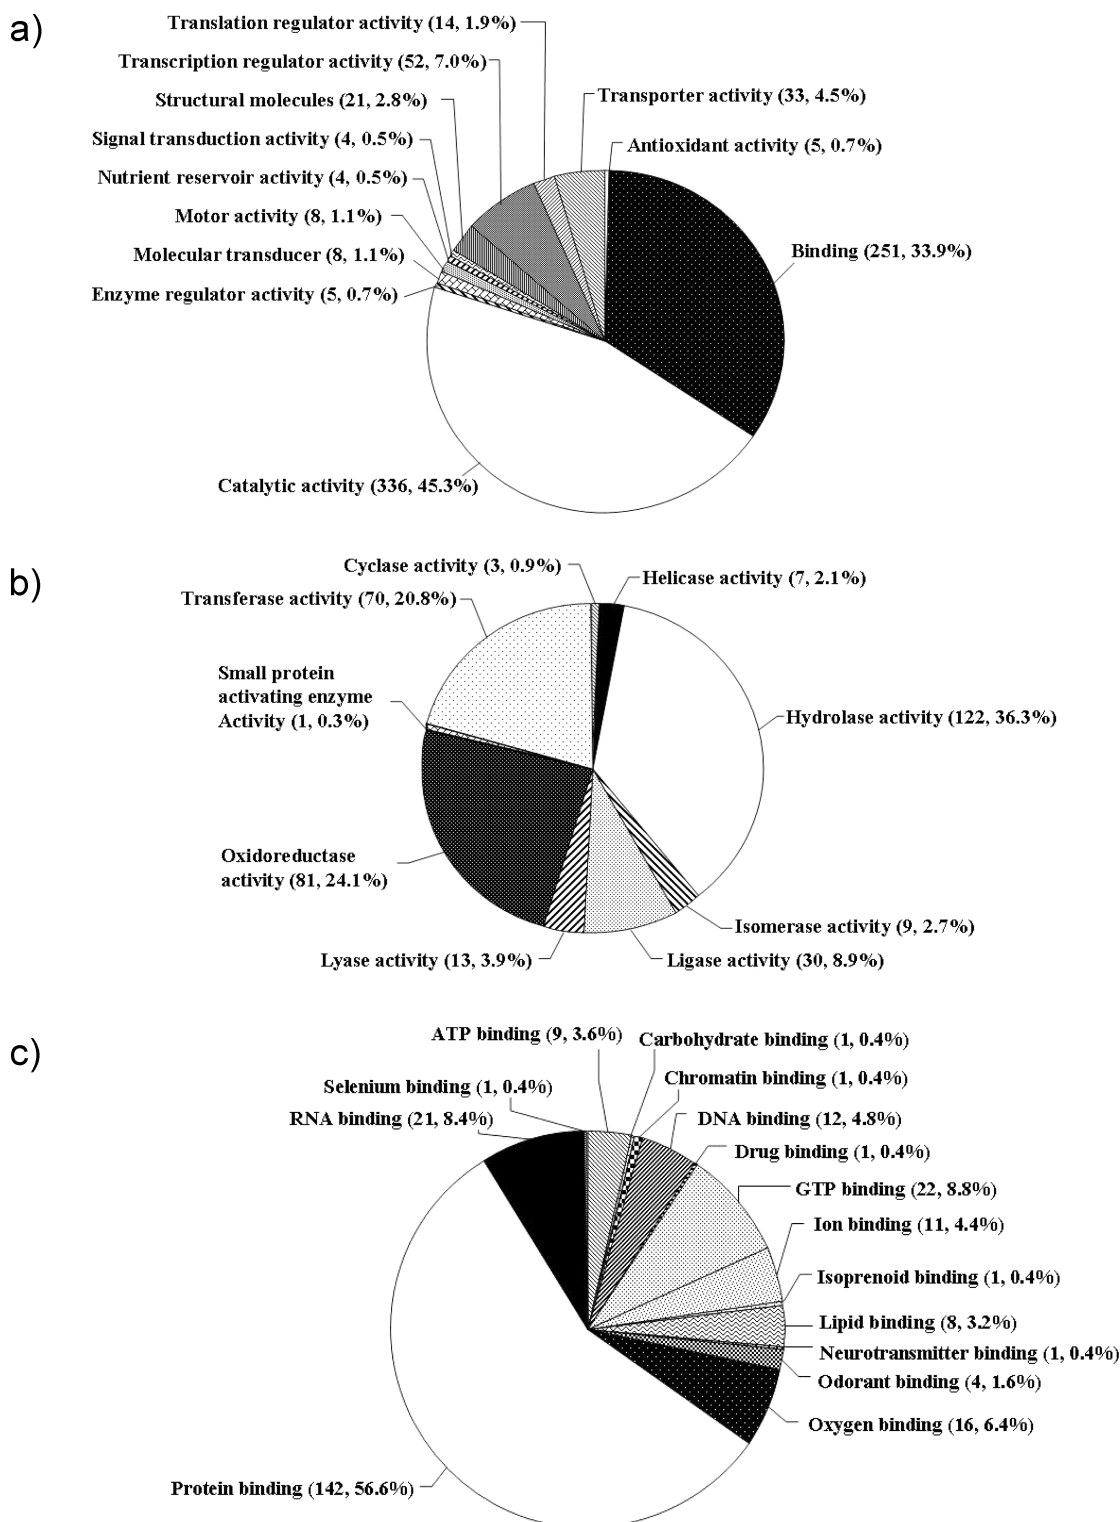 a)
Translation regulator activity (14, 1.9%)
Transcription regulator activity (52, 7.0%)
Structural molecules (21, 2.8%)
Signal transduction activity (4, 0.5%)
Nutrient reservoir activity (4, 0.5%)
Motor activity (8, 1.1%)
Molecular transducer (8, 1.1%)
Enzyme regulator activity (5, 0.7%)
Transporter activity (33, 4.5%)
Antioxidant activity (5, 0.7%)
Binding (251, 33.9%)
Catalytic activity (336, 45.3%)
b)
Cyclase activity (3, 0.9%)
Transferase activity (70, 20.8%)
Small protein
activating enzyme
Activity (1, 0.3%)
Oxidoreductase
activity (81, 24.1%)
Lyase activity (13, 3.9%)
Helicase activity (7, 2.1%)
Hydrolase activity (122, 36.3%)
Isomerase activity (9, 2.7%)
Ligase activity (30, 8.9%)
c)
ATP binding (9, 3.6%)
Selenium binding (1, 0.4%)
RNA binding (21, 8.4%)
Carbohydrate binding (1, 0.4%)
Chromatin binding (1, 0.4%)
DNA binding (12, 4.8%)
Drug binding (1, 0.4%)
GTP binding (22, 8.8%)
Ion binding (11, 4.4%)
Isoprenoid binding (1, 0.4%)
Lipid binding (8, 3.2%)
Neurotransmitter binding (1, 0.4%)
Odorant binding (4, 1.6%)
Oxygen binding (16, 6.4%)
Protein binding (142, 56.6%)